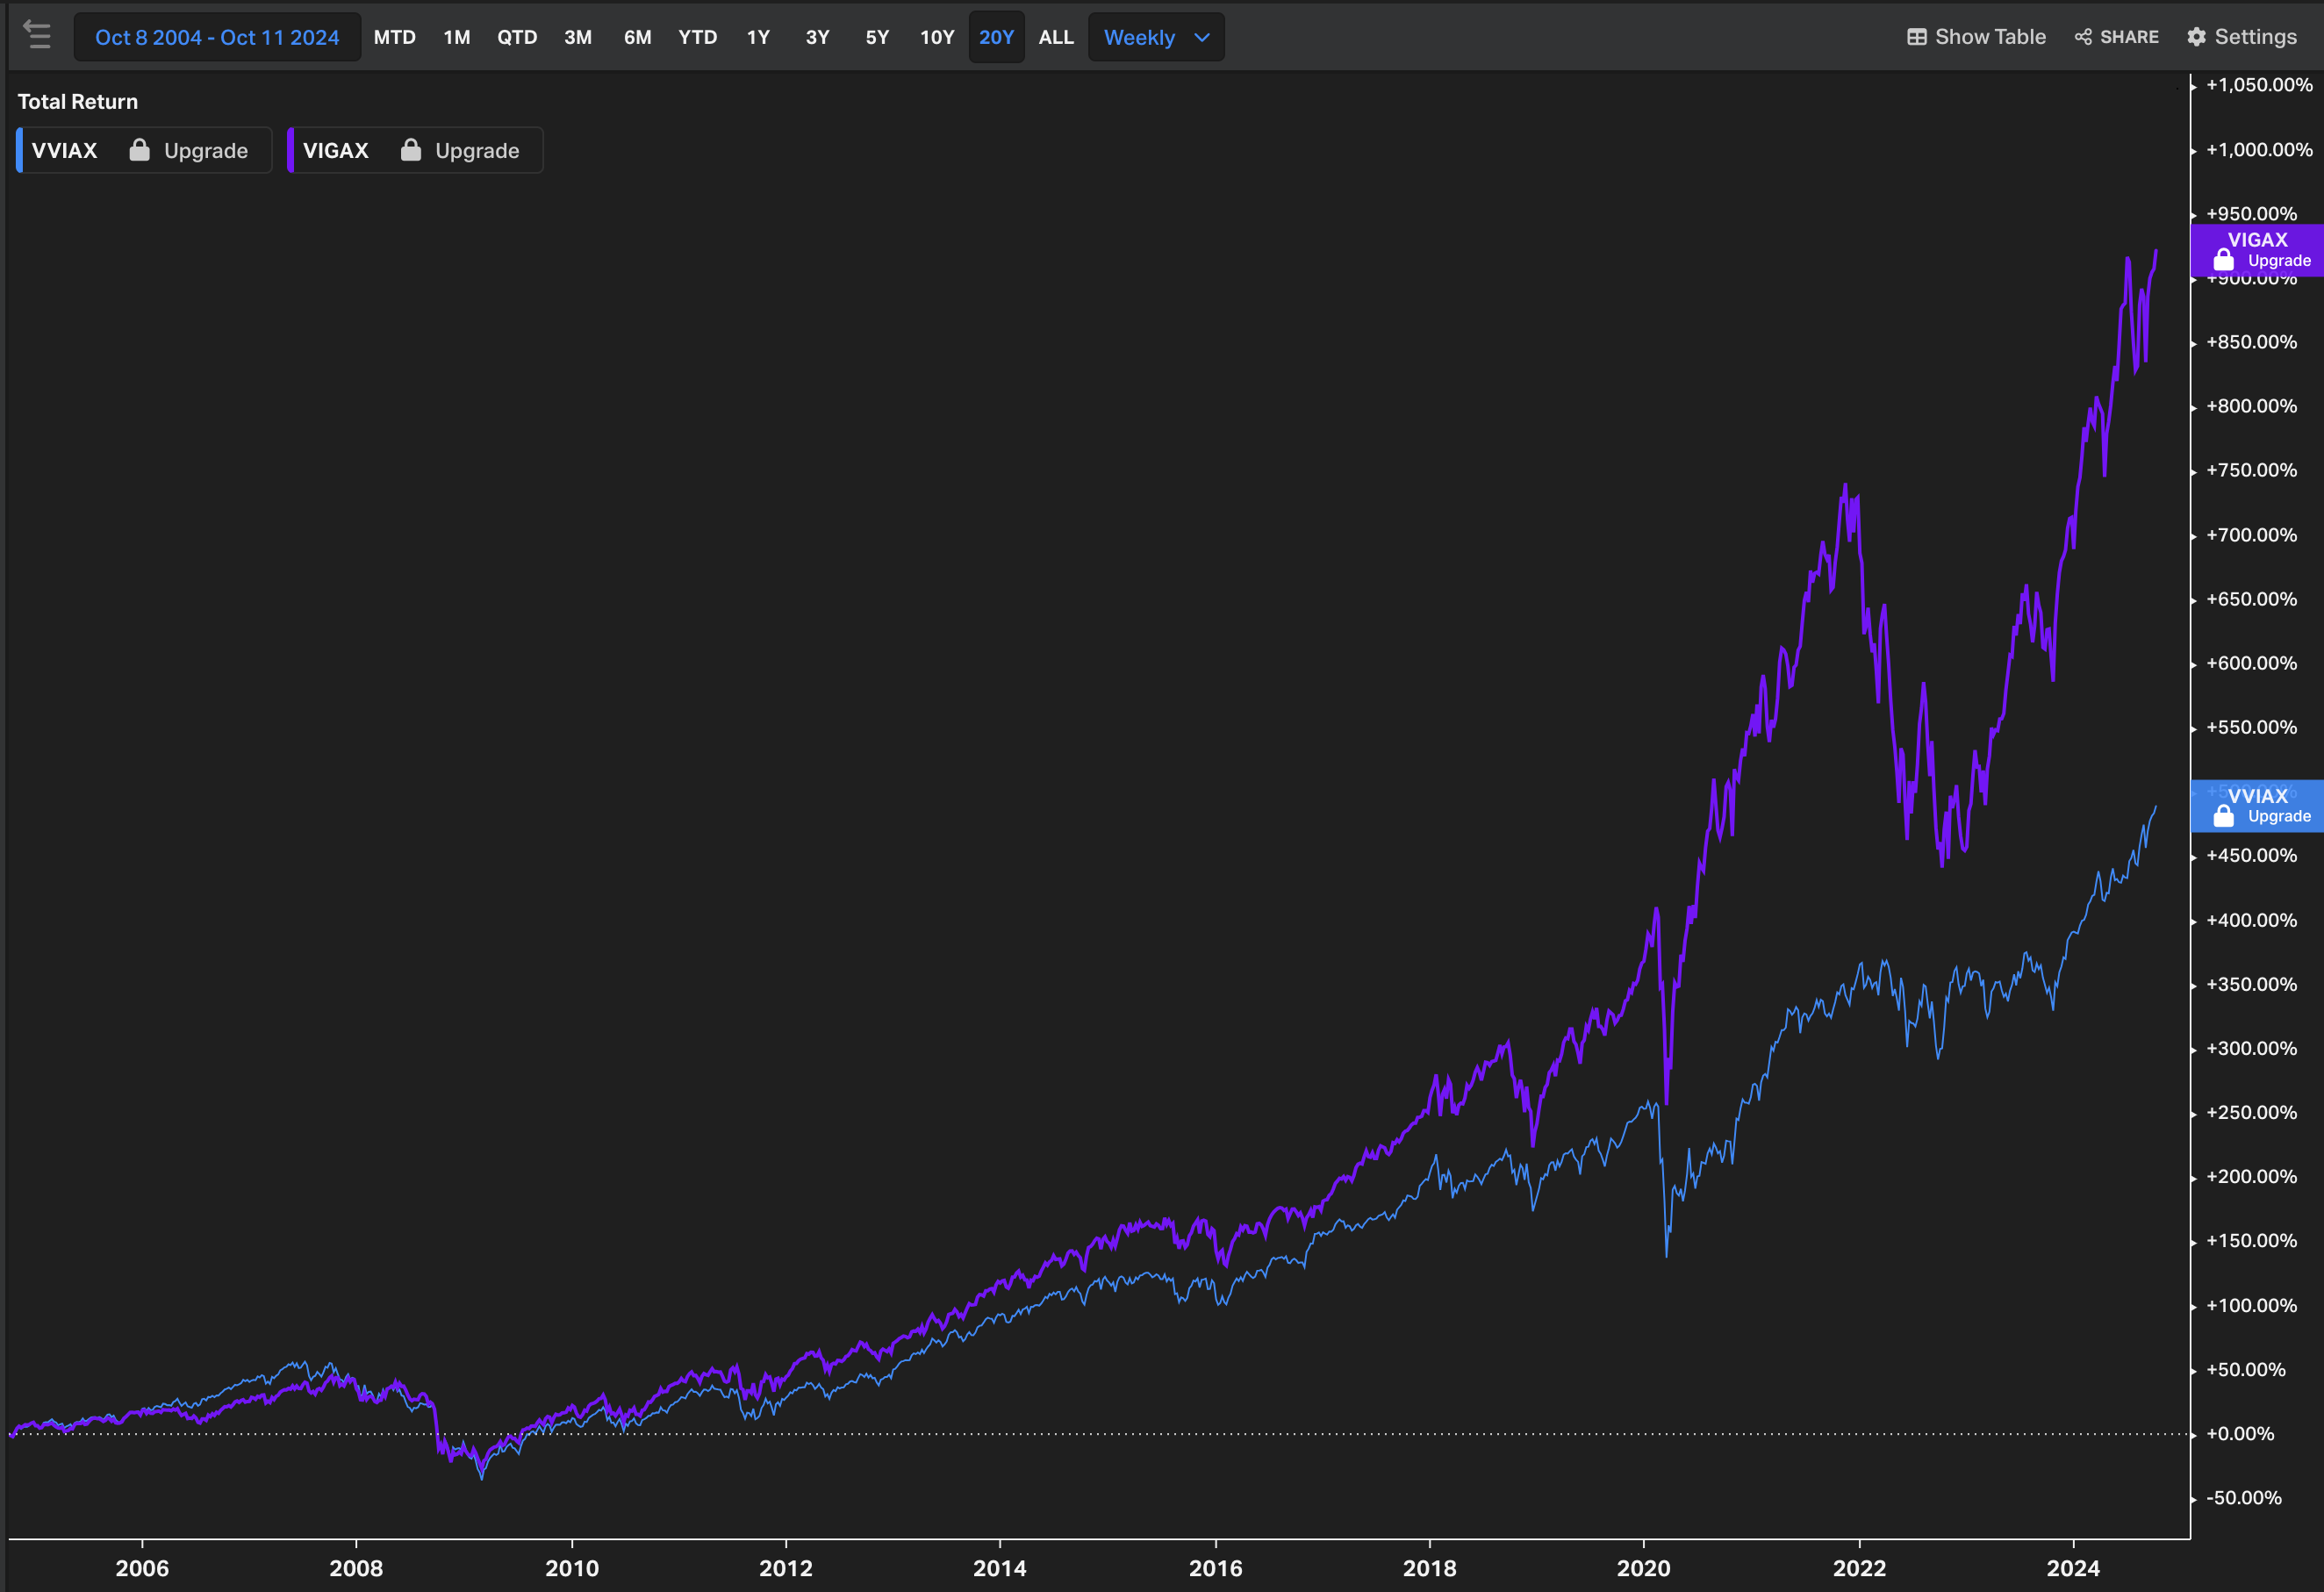 Oct 8 2004 - Oct 11 2024 MTD 1M QTD 3M 6M YTD 1Y 3Y 5Y 10Y 20Y ALL Weekly Show Table SHARE Settings
Total Return
VVIAX Upgrade VIGAX Upgrade
+1,050.00%
+1,000.00%
+950.00%
VIGAX
Upgrade
+900.00%
+850.00%
+800.00%
+750.00%
+700.00%
+650.00%
+600.00%
+550.00%
VVIAX
Upgrade
+450.00%
+400.00%
+350.00%
+300.00%
+250.00%
+200.00%
+150.00%
+100.00%
+50.00%
+0.00%
-50.00%
2006 2008 2010 2012 2014 2016 2018 2020 2022 2024